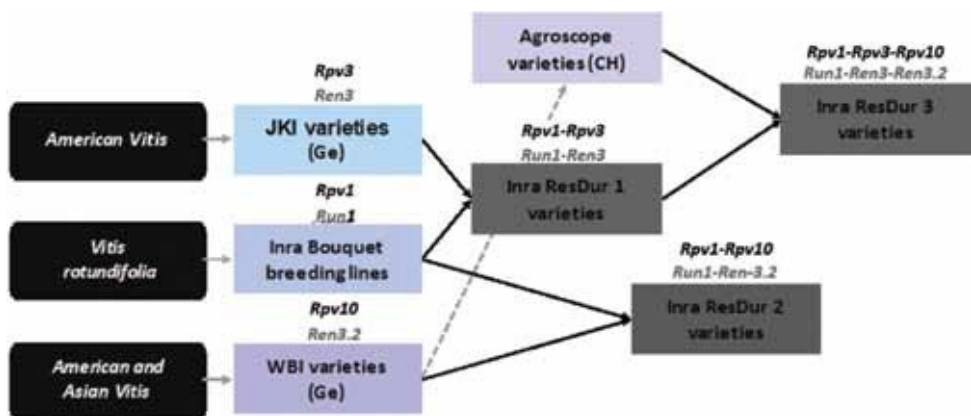 Agroscope
varieties (CH)
Rpv1-Rpv3-Rpv10
Run1-Ren3-Ren3.2
Inra ResDur 3
varieties
Rpv3
Ren3
American Vitis
JKI varieties
(Ge)
Rpv1-Rpv3
Run1-Ren3
Inra ResDur 1
varieties
Rpv1
Run1
Vitis
rotundifolia
Inra Bouquet
breeding lines
Rpv1-Rpv10
Run1-Ren-3.2
Inra ResDur 2
varieties
Rpv10
Ren3.2
American and
Asian Vitis
WBI varieties
(Ge)